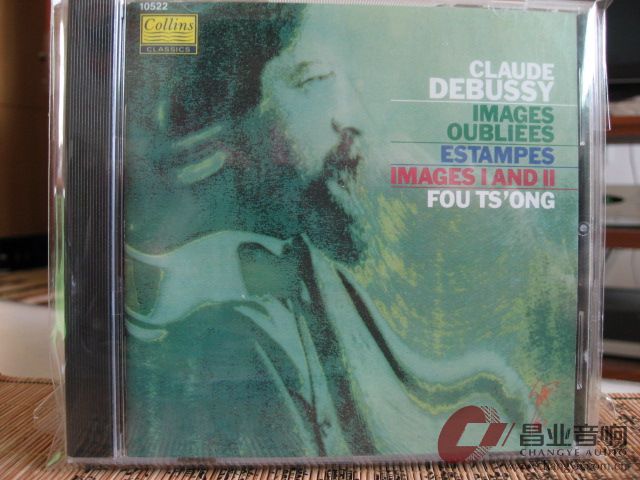 10522
Collins
CLASSICS
CLAUDE
DEBUSSY
IMAGES
OUBLIÉES
ESTAMPES
IMAGES I AND II
FOU TS'ONG
昌业音响
CHANGYE AUDIO